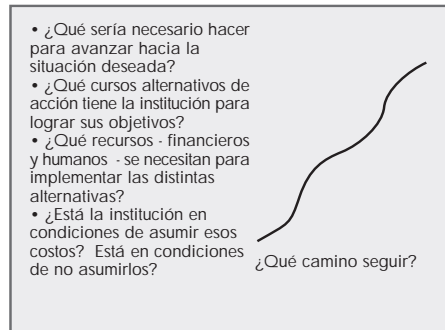 • ¿Qué sería necesario hacer
para avanzar hacia la
situación deseada?
• ¿Qué cursos alternativos de
acción tiene la institución para
lograr sus objetivos?
• ¿Qué recursos - financieros
y humanos - se necesitan para
implementar las distintas
alternativas?
• ¿Está la institución en
condiciones de asumir esos
costos? Está en condiciones
de no asumirlos?
¿Qué camino seguir?